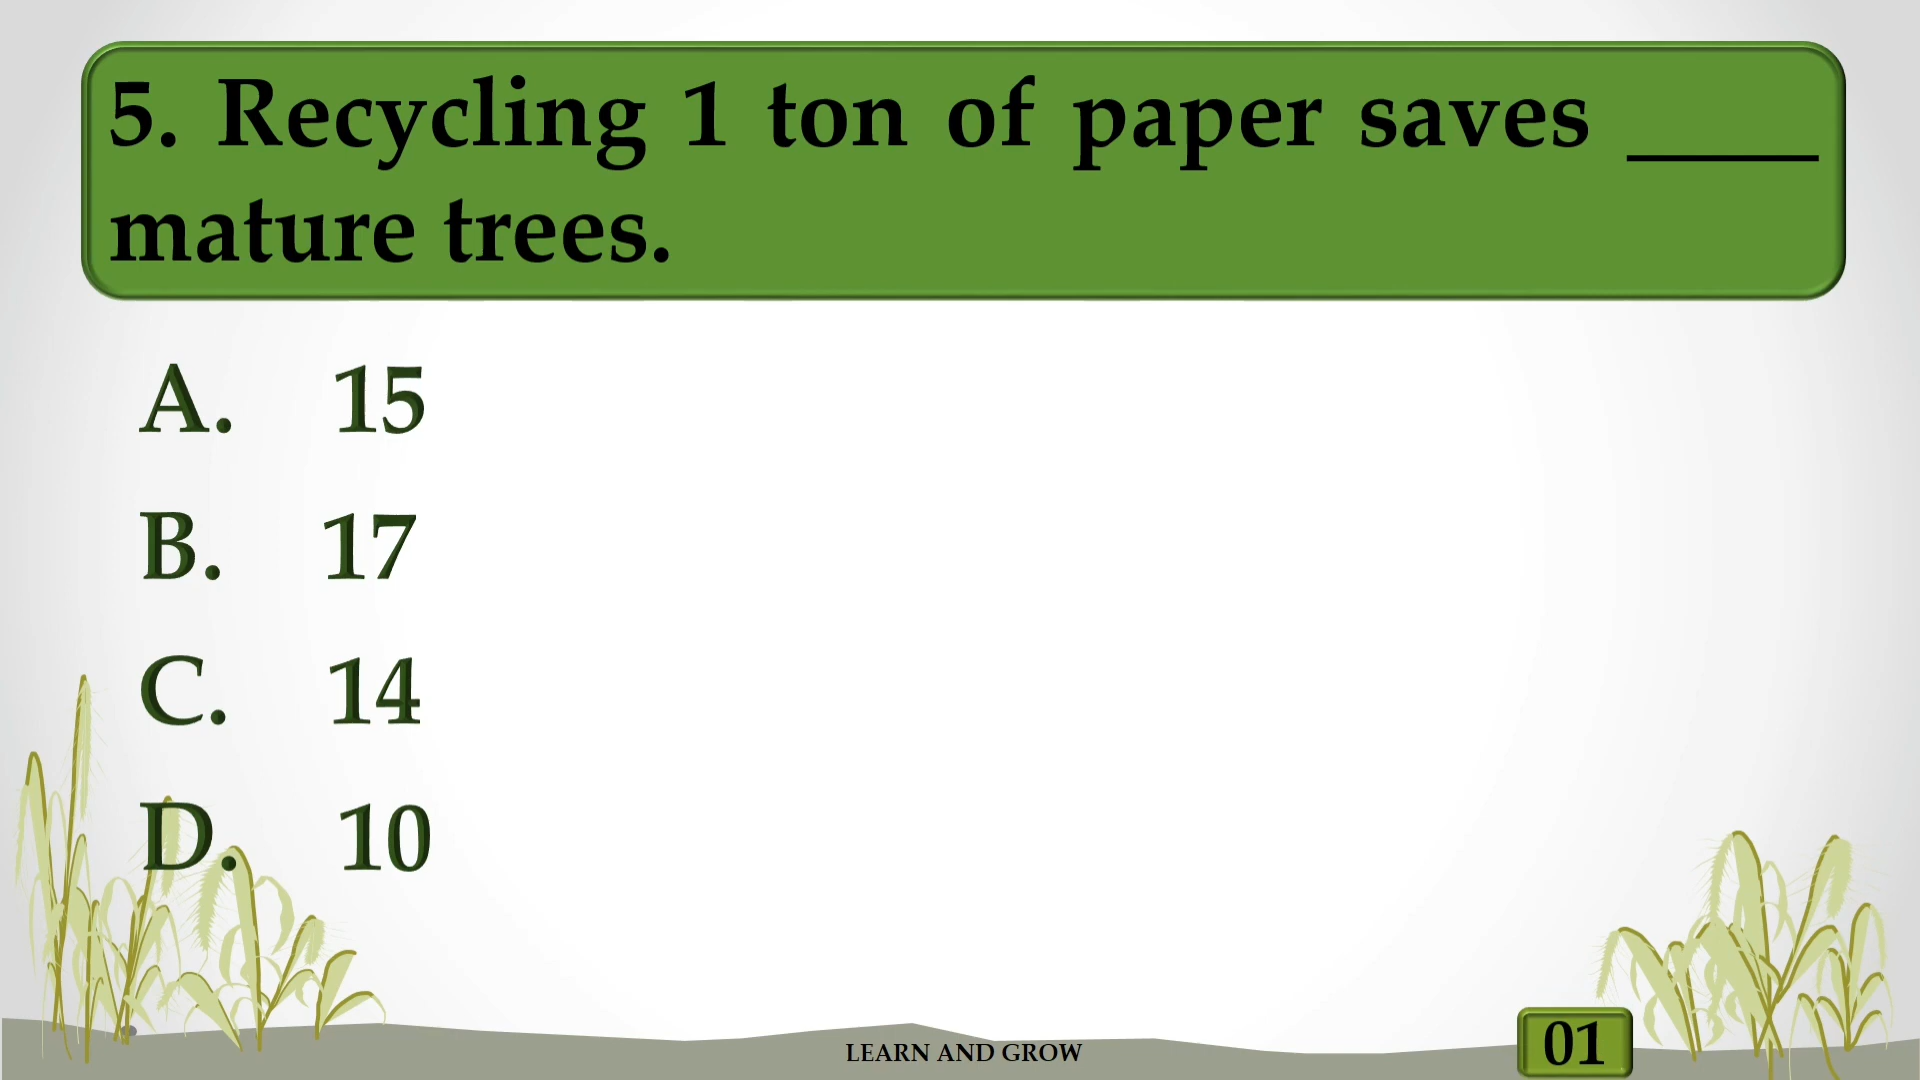 5. Recycling 1 ton of paper saves _____
mature trees.
A. 15
B. 17
C. 14
D. 10
LEARN AND GROW
01